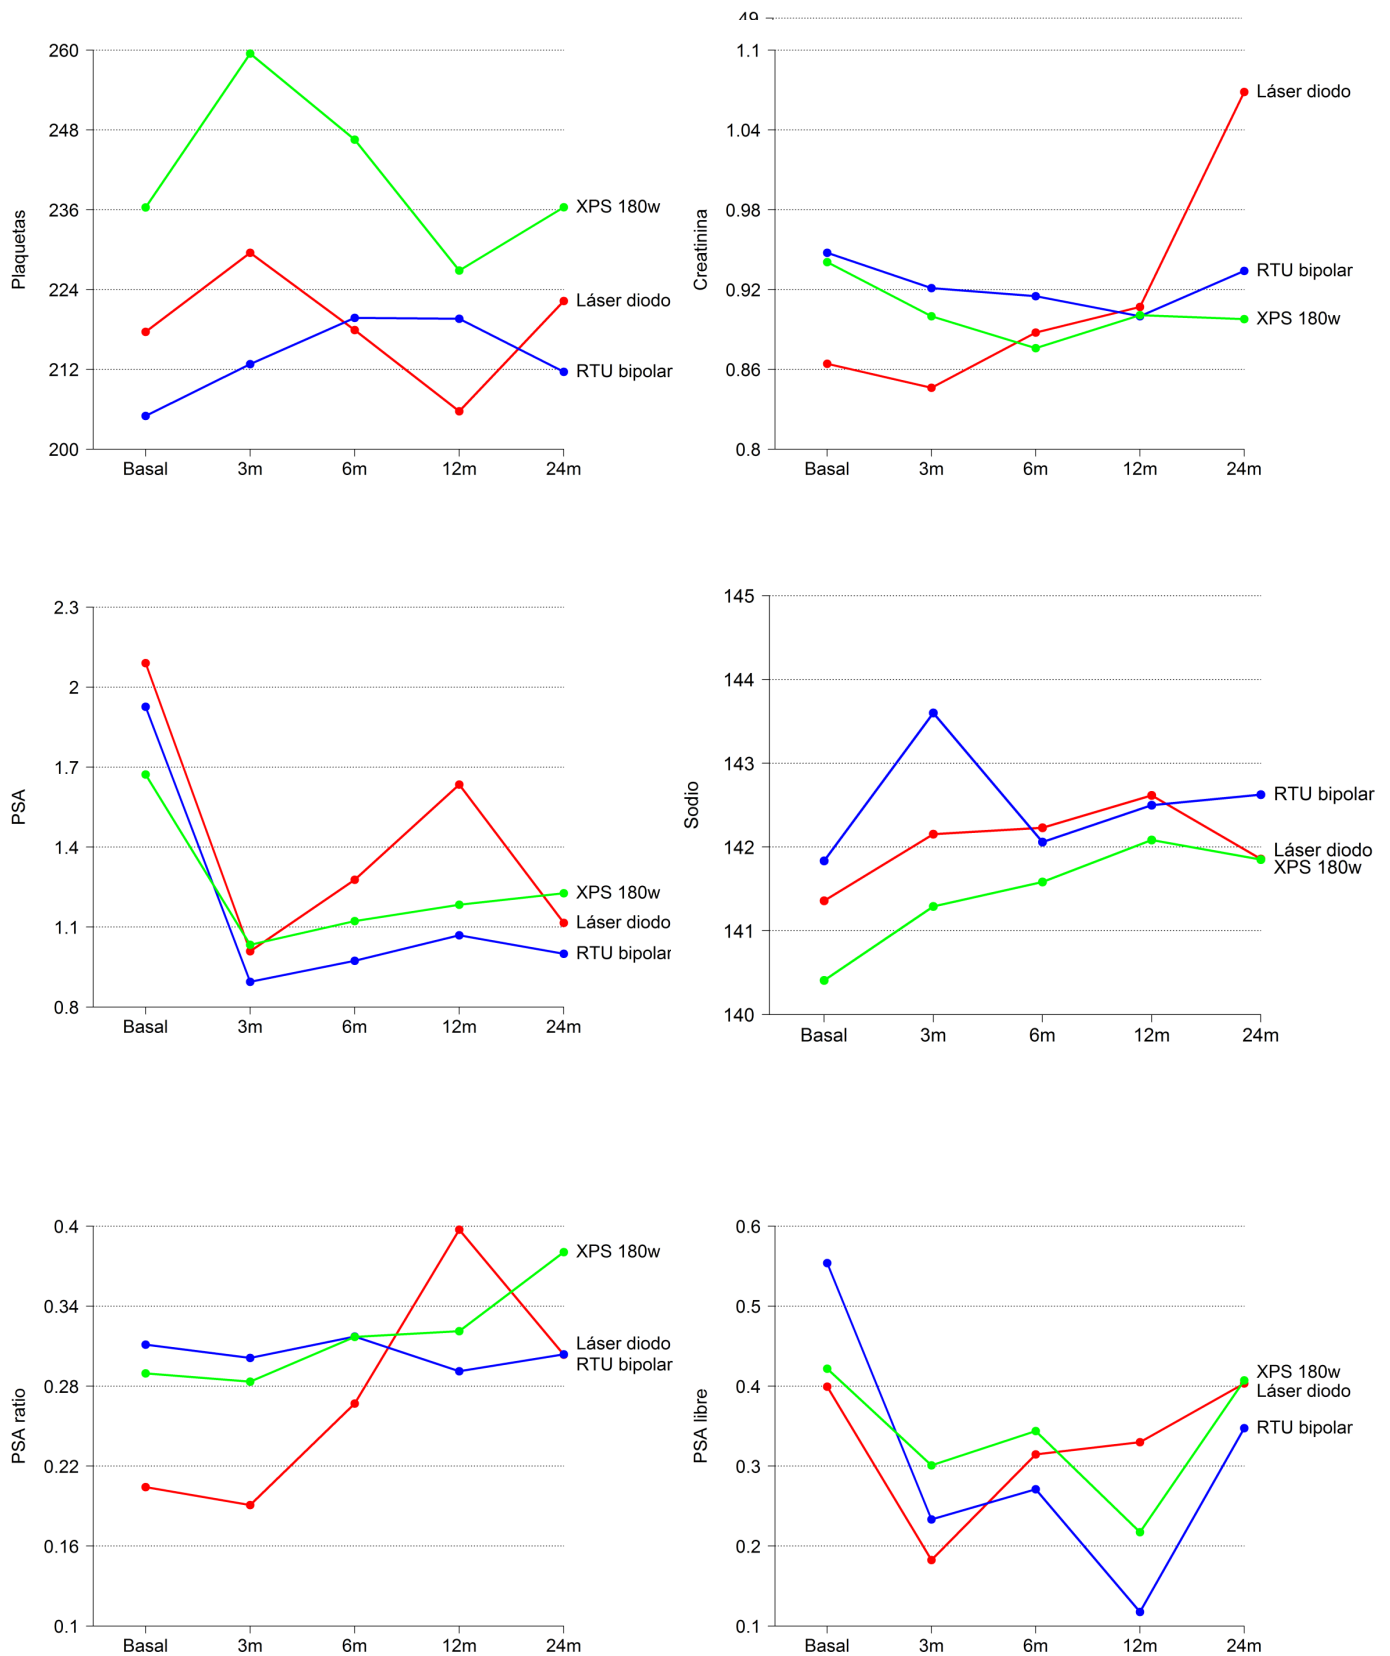 260
248
236
224
212
200
Plaquetas
XPS 180w
Láser diodo
RTU bipolar
Basal 3m 6m 12m 24m
1.1
1.04
0.98
0.92
0.86
0.8
Creatinina
Láser diodo
RTU bipolar
XPS 180w
Basal 3m 6m 12m 24m
2.3
2
1.7
1.4
1.1
0.8
PSA
XPS 180w
Láser diodo
RTU bipolar
Basal 3m 6m 12m 24m
145
144
143
142
141
140
Sodio
RTU bipolar
Láser diodo
XPS 180w
Basal 3m 6m 12m 24m
0.4
0.34
0.28
0.22
0.16
0.1
PSA ratio
XPS 180w
Láser diodo
RTU bipolar
Basal 3m 6m 12m 24m
0.6
0.5
0.4
0.3
0.2
0.1
PSA libre
XPS 180w
Láser diodo
RTU bipolar
Basal 3m 6m 12m 24m